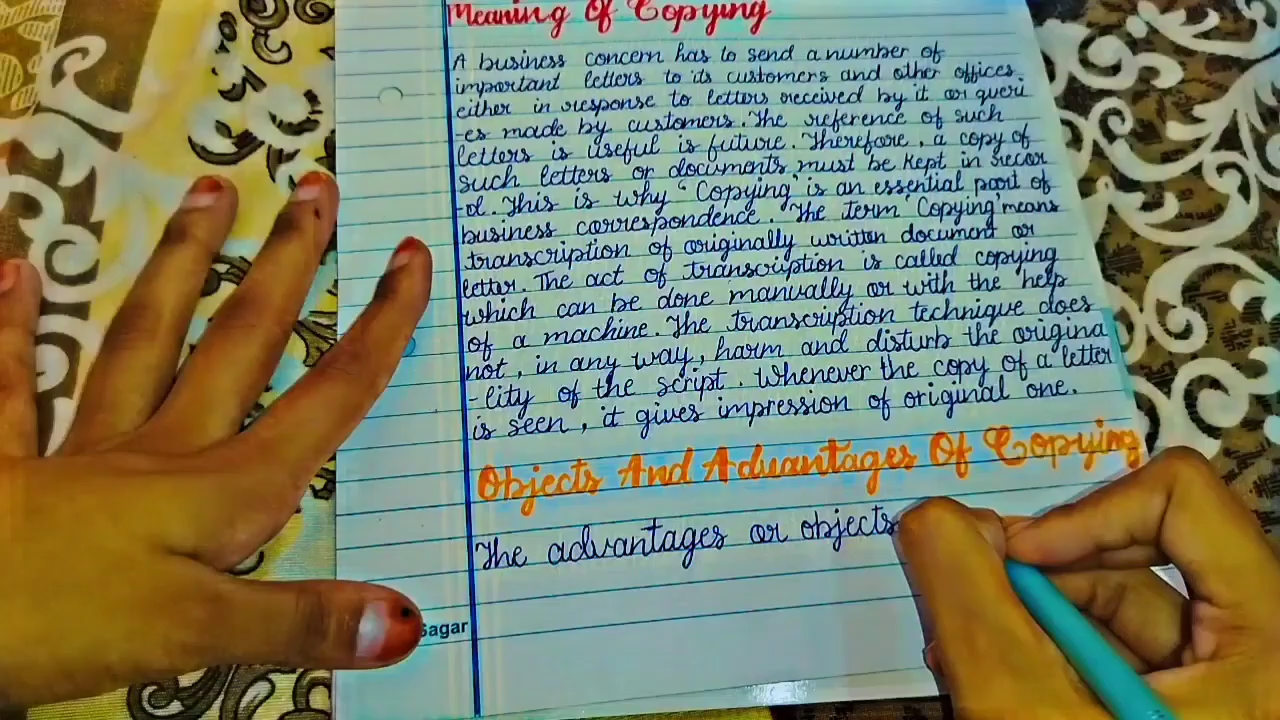 Meaning Of Copying
A business concern has to send a number of
important letters to its customers and other offices.
either in response to letters received by it or queri
-es made by customers. The reference of such
letters is useful is future. Therefore, a copy of
such letters or documents must be kept in recor
-d. This is why "Copying" is an essential part of
business correspondence. The term "Copying" means
transcription of originally written document or
letter. The act of transcription is called copying
which can be done manually or with the help
of a machine. The transcription technique does
not, in any way, harm and disturb the origina
-lity of the script. Whenever the copy of a letter
is seen, it gives impression of original one.
Objects And Advantages Of Copying
The advantages or objects
Sagar